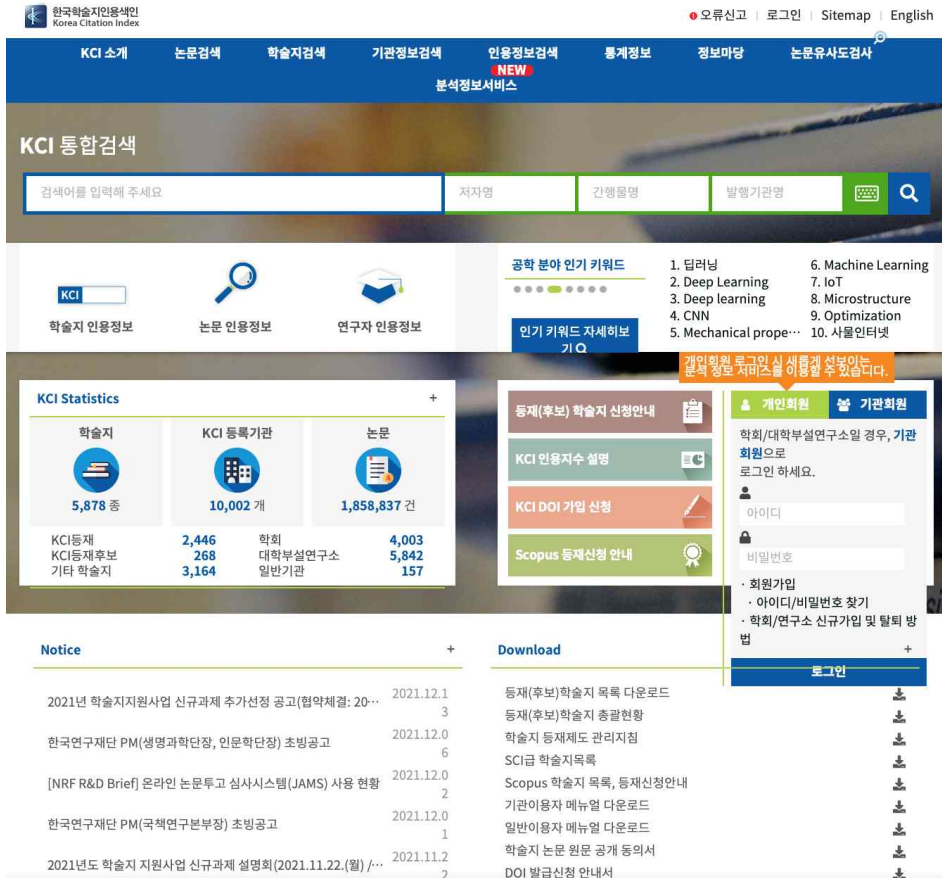 한국학술지인용색인
Korea Citation Index
오류신고 로그인 Sitemap English
KCI 소개 논문검색 학술지검색 기관정보검색 인용정보검색 통계정보 정보마당 논문유사도검사
NEW
분석정보서비스
KCI 통합검색
검색어를 입력해 주세요 저자명 간행물명 발행기관명
KCI
학술지 인용정보 논문 인용정보 연구자 인용정보
공학 분야 인기 키워드
인기 키워드 자세히보
기
1. 딥러닝
2. Deep Learning
3. Deep learning
4. CNN
5. Mechanical prope…
6. Machine Learning
7. IoT
8. Microstructure
9. Optimization
10. 사물인터넷
개인회원 로그인 시 새롭게 선보이는
분석 정보 서비스를 이용할 수 있습니다.
KCI Statistics +
학술지 KCI 등록기관 논문
5,878 종 10,002 개 1,858,837 건
KCI등재 2,446 학회 4,003
KCI등재후보 268 대학부설연구소 5,842
기타 학술지 3,164 일반기관 157
등재(후보) 학술지 신청안내
KCI 인용지수 설명
KCI DOI 가입 신청
Scopus 등재신청 안내
개인회원 기관회원
학회/대학부설연구소일 경우, 기관
회원으로
로그인 하세요.
아이디
비밀번호
· 회원가입
· 아이디/비밀번호 찾기
· 학회/연구소 신규가입 및 탈퇴 방
법
로그인
Notice +
2021년 학술지지원사업 신규과제 추가선정 공고(협약체결: 20… 2021.12.1
3
한국연구재단 PM(생명과학단장, 인문학단장) 초빙공고 2021.12.0
6
[NRF R&D Brief] 온라인 논문투고 심사시스템(JAMS) 사용 현황 2021.12.0
2
한국연구재단 PM(국책연구본부장) 초빙공고 2021.12.0
1
2021년도 학술지 지원사업 신규과제 설명회(2021.11.22.(월) /… 2021.11.2
2
Download +
등재(후보)학술지 목록 다운로드
등재(후보)학술지 총괄현황
학술지 등재제도 관리지침
SCI급 학술지목록
Scopus 학술지 목록, 등재신청안내
기관이용자 메뉴얼 다운로드
일반이용자 메뉴얼 다운로드
학술지 논문 원문 공개 동의서
DOI 발급신청 안내서